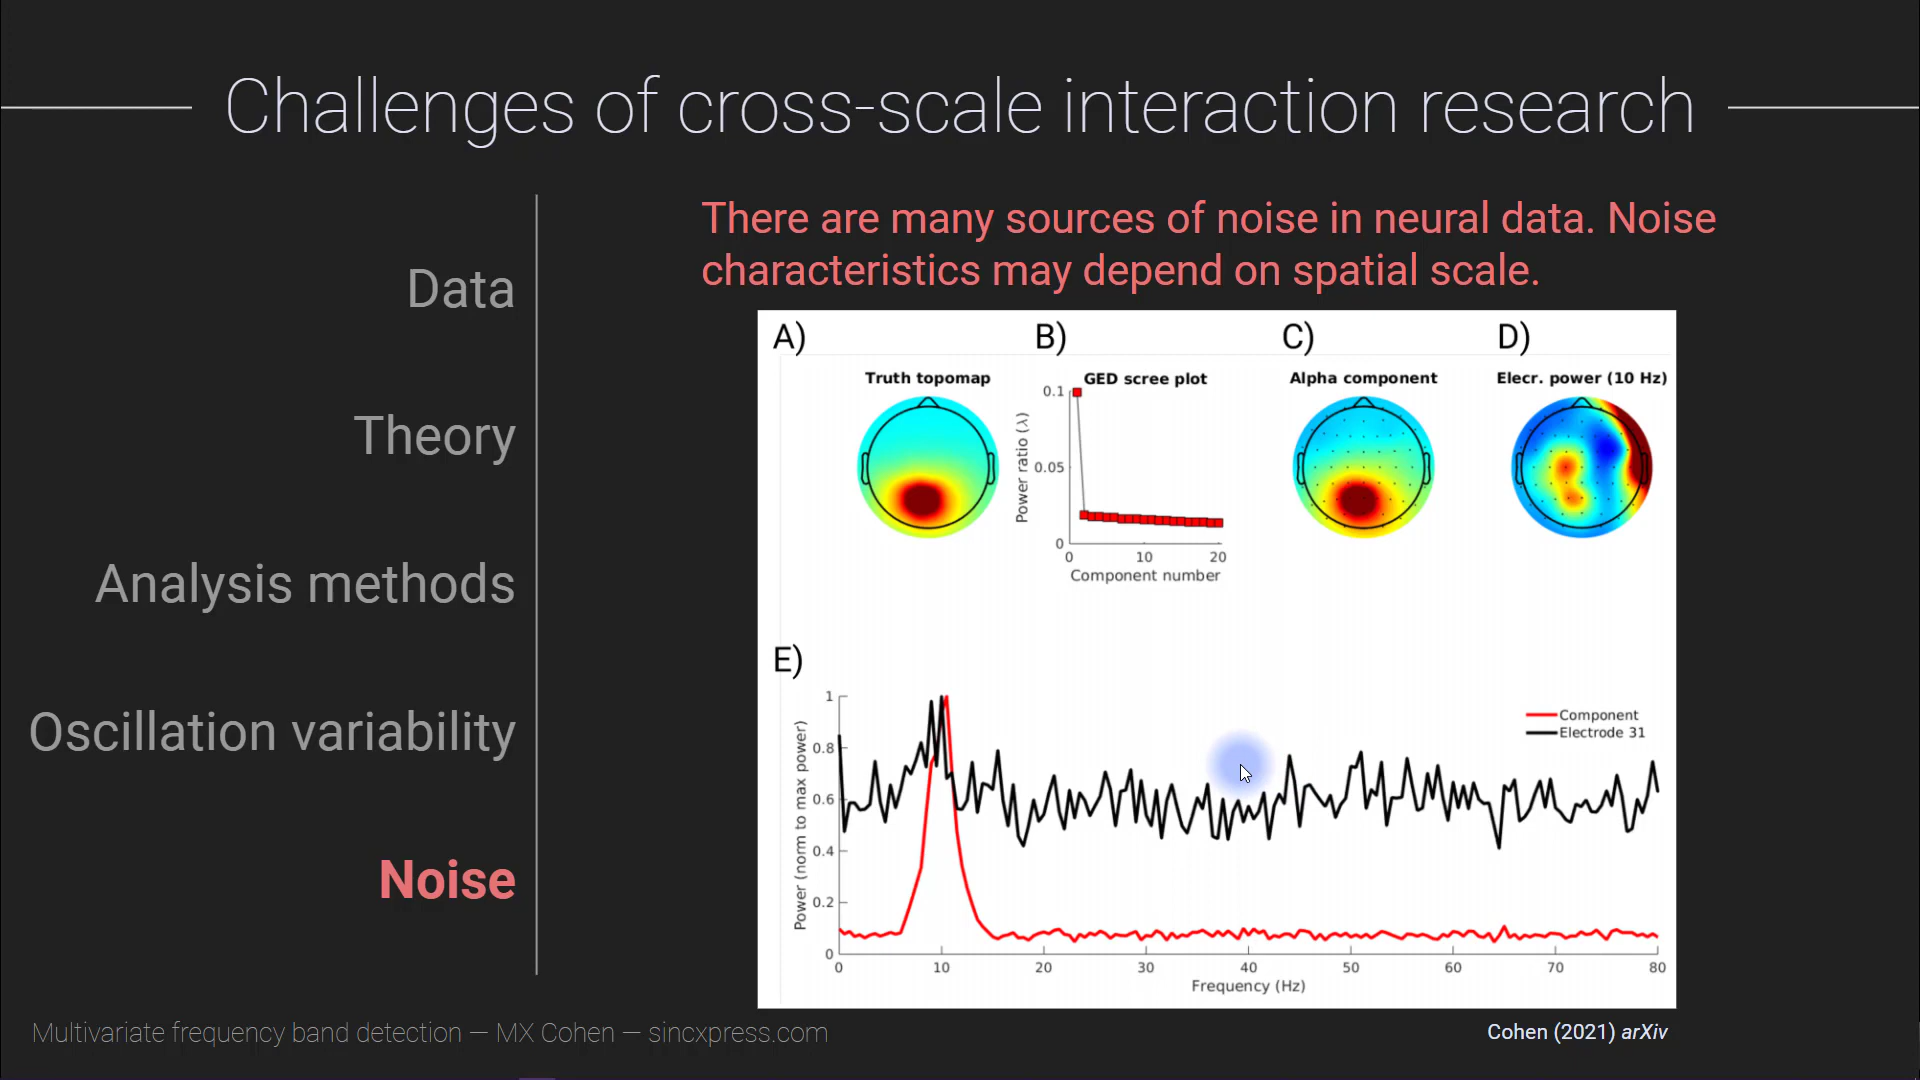 Challenges of cross-scale interaction research
Data
Theory
Analysis methods
Oscillation variability
Noise
There are many sources of noise in neural data. Noise
characteristics may depend on spatial scale.
A)
B)
C)
D)
Truth topomap
GED scree plot
Alpha component
Elecr. power (10 Hz)
0.1
0.05
0
Power ratio (λ)
0
10
20
Component number
E)
1
0.8
0.6
0.4
0.2
0
Power (norm to max power)
Component
Electrode 31
0
10
20
30
40
50
60
70
80
Frequency (Hz)
Multivariate frequency band detection — MX Cohen — sincxpress.com
Cohen (2021) arXiv